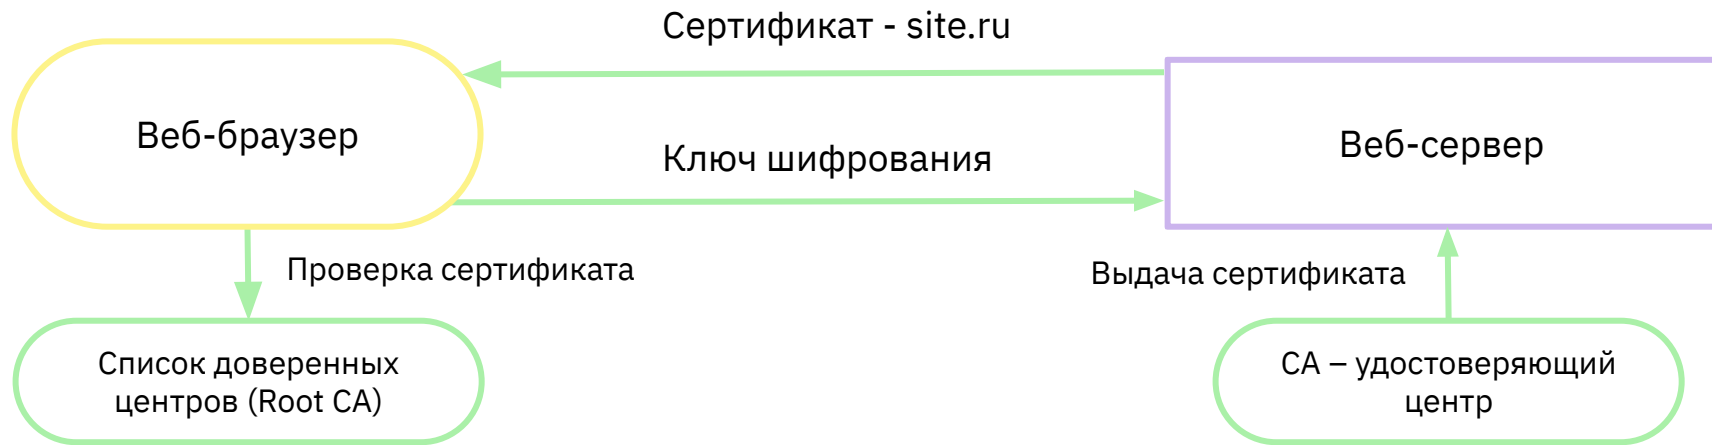 Сертификат - site.ru
Веб-браузер
Веб-сервер
Ключ шифрования
Проверка сертификата
Выдача сертификата
Список доверенных
центров (Root CA)
CA – удостоверяющий
центр